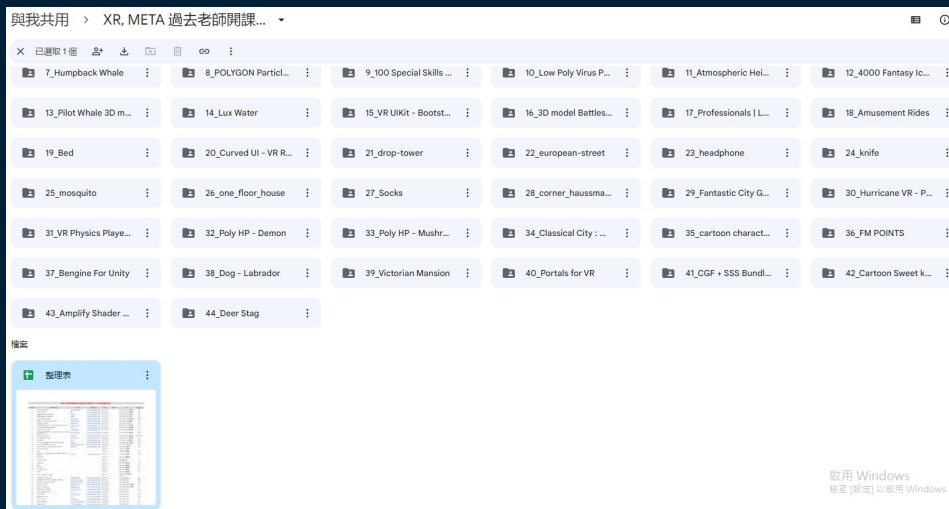 與我共用 > XR, META 過去老師開課...
已選取 1 個
7_Humpback Whale
8_POLYGON Particl...
9_100 Special Skills ...
10_Low Poly Virus P...
11_Atmospheric Hei...
12_4000 Fantasy Ic...
13_Pilot Whale 3D m...
14_Lux Water
15_VR UIKit - Bootst...
16_3D model Battles...
17_Professionals | L...
18_Amusement Rides
19_Bed
20_Curved UI - VR R...
21_drop-tower
22_european-street
23_headphone
24_knife
25_mosquito
26_one_floor_house
27_Socks
28_corner_haussma...
29_Fantastic City G...
30_Hurricane VR - P...
31_VR Physics Playe...
32_Poly HP - Demon
33_Poly HP - Mushr...
34_Classical City : ...
35_cartoon charact...
36_FM POINTS
37_Bengine For Unity
38_Dog - Labrador
39_Victorian Mansion
40_Portals for VR
41_CGF + SSS Bundl...
42_Cartoon Sweet k...
43_Amplify Shader ...
44_Deer Stag
檔案
整理表
啟用 Windows
移至 [設定] 以啟用 Windows